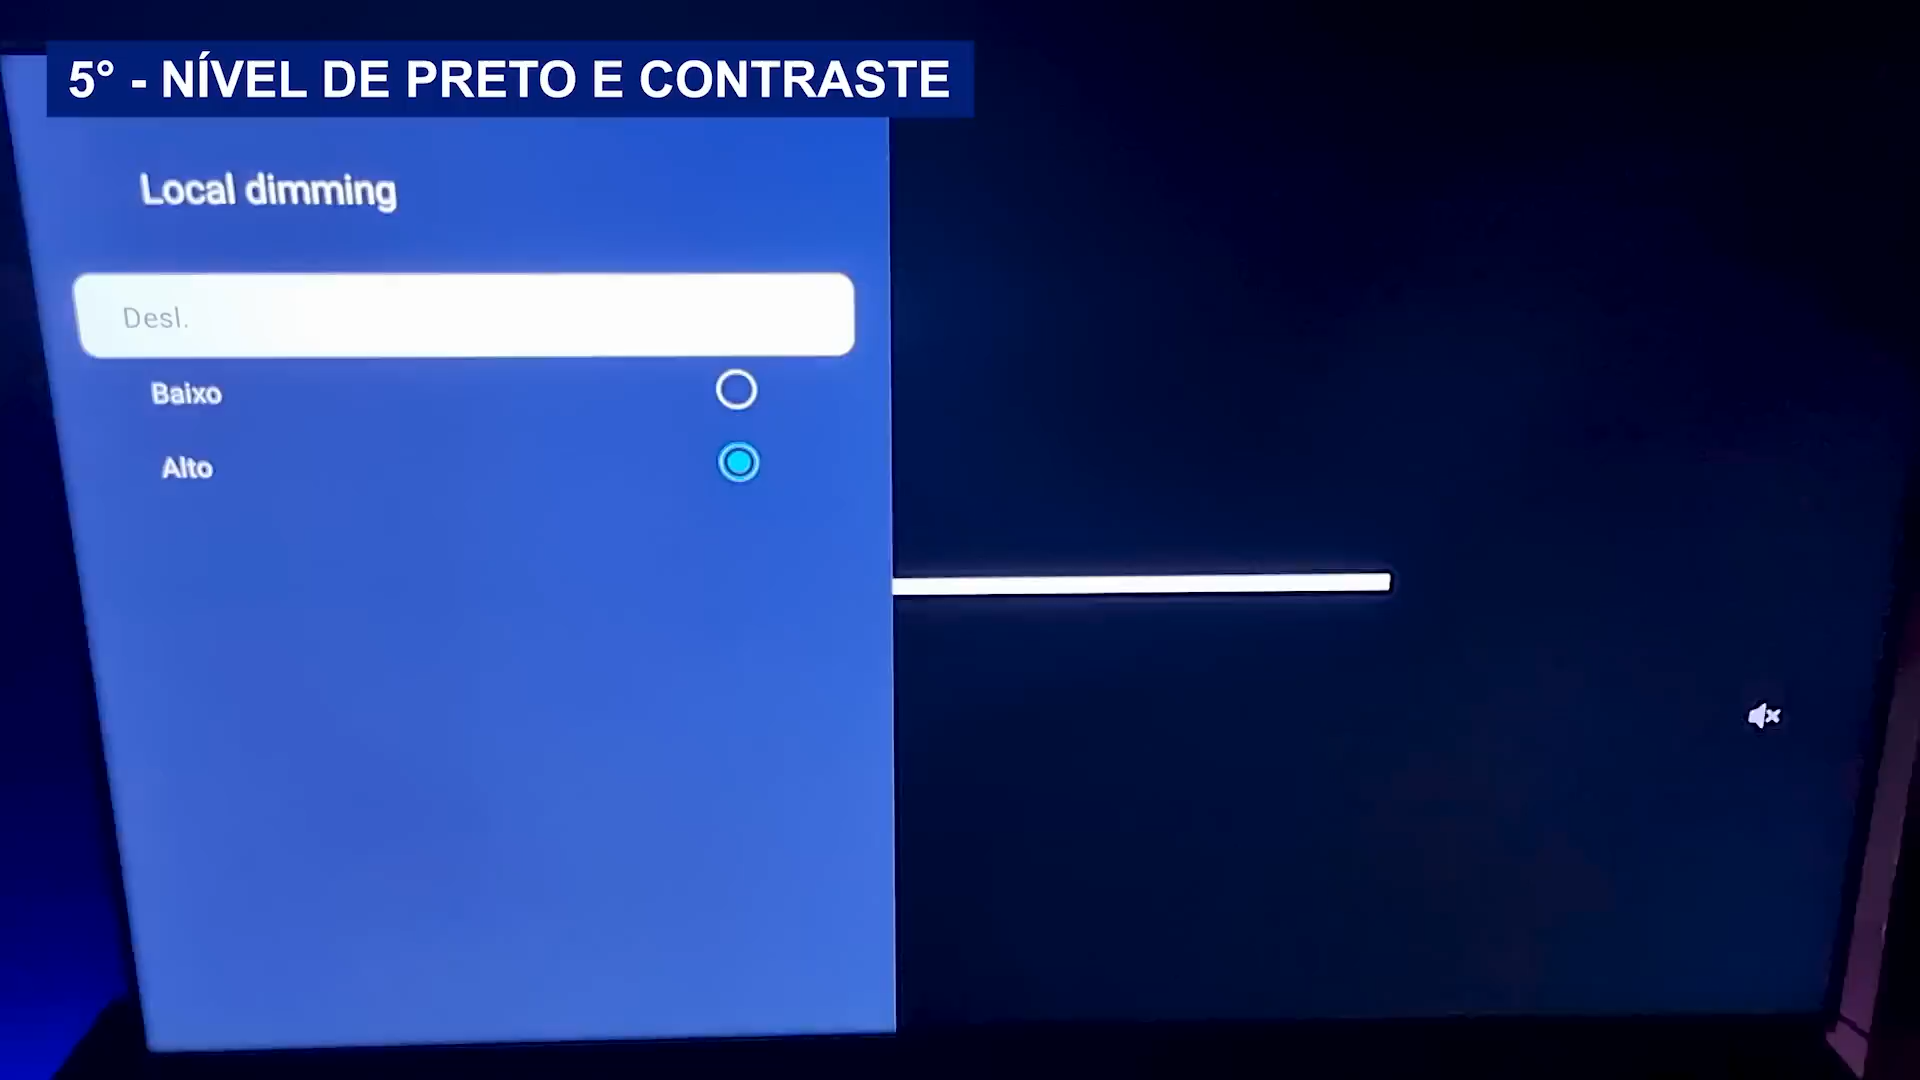 5° - NÍVEL DE PRETO E CONTRASTE
Local dimming
Desl.
Baixo
Alto